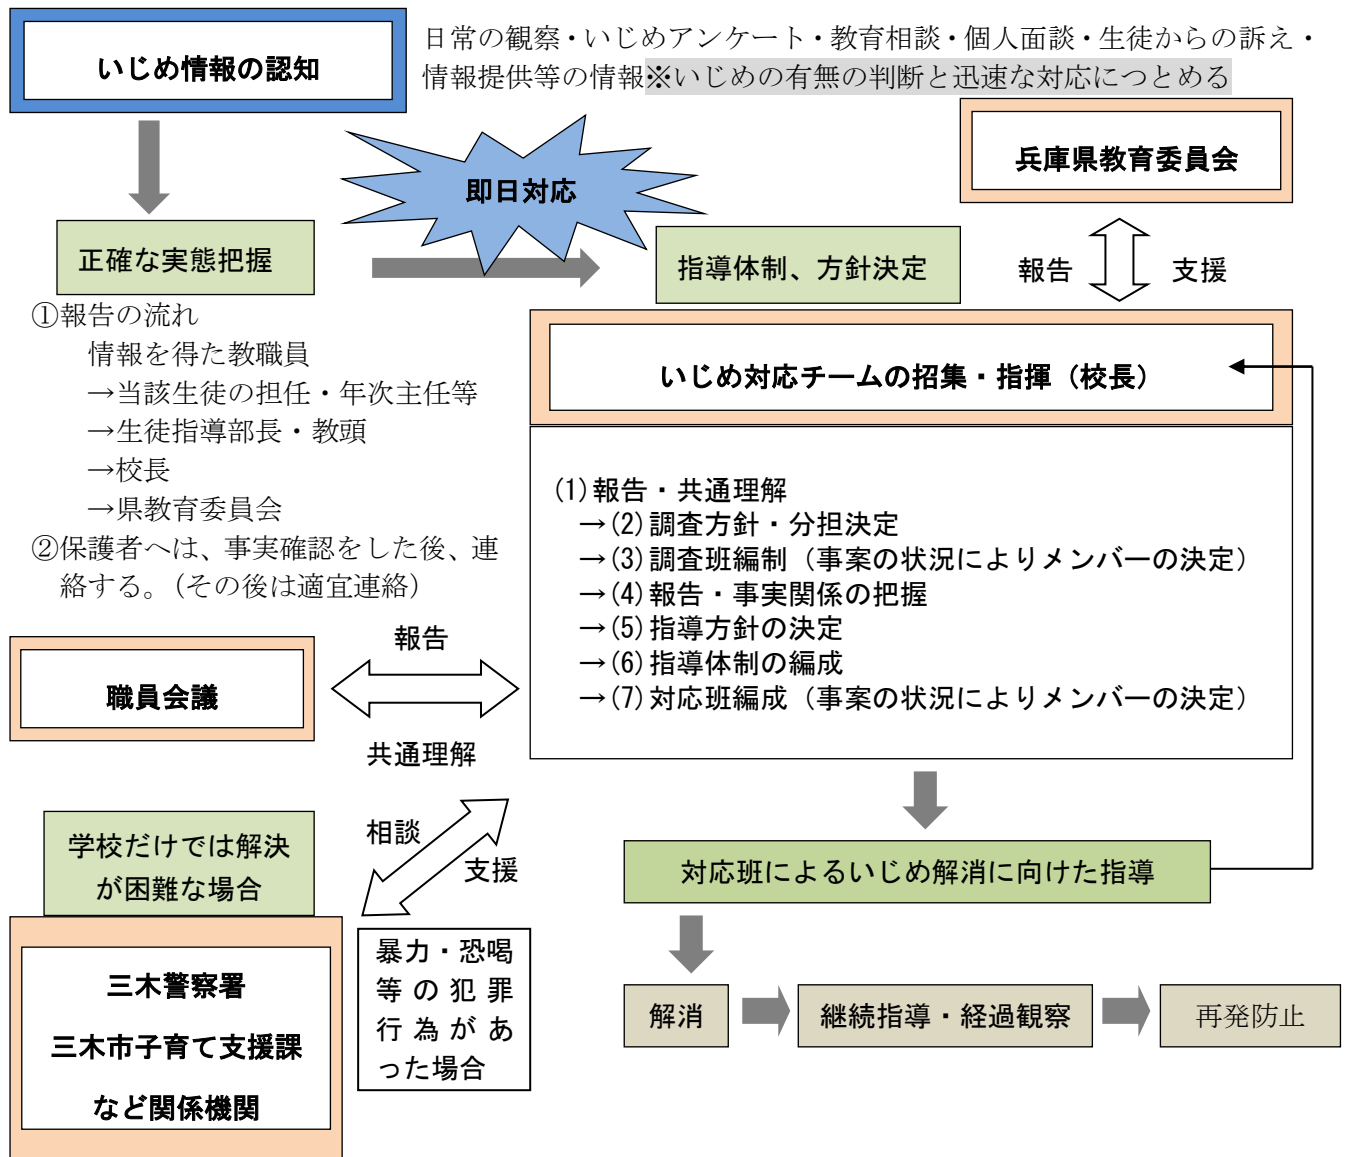 いじめ情報の認知
日常の観察・いじめアンケート・教育相談・個人面談・生徒からの訴え・
情報提供等の情報※いじめの有無の判断と迅速な対応につとめる
兵庫県教育委員会
即日対応
正確な実態把握
指導体制、方針決定
報告
支援
①報告の流れ
情報を得た教職員
→当該生徒の担任・年次主任等
→生徒指導部長・教頭
→校長
→県教育委員会
②保護者へは、事実確認をした後、連
絡する。（その後は適宜連絡）
いじめ対応チームの招集・指揮（校長）
(1)報告・共通理解
→(2)調査方針・分担決定
→(3)調査班編制（事案の状況によりメンバーの決定）
→(4)報告・事実関係の把握
→(5)指導方針の決定
→(6)指導体制の編成
→(7)対応班編成（事案の状況によりメンバーの決定）
報告
職員会議
共通理解
学校だけでは解決
が困難な場合
相談
支援
対応班によるいじめ解消に向けた指導
三木警察署
三木市子育て支援課
など関係機関
暴力・恐喝
等の犯罪
行為があ
った場合
解消
継続指導・経過観察
再発防止